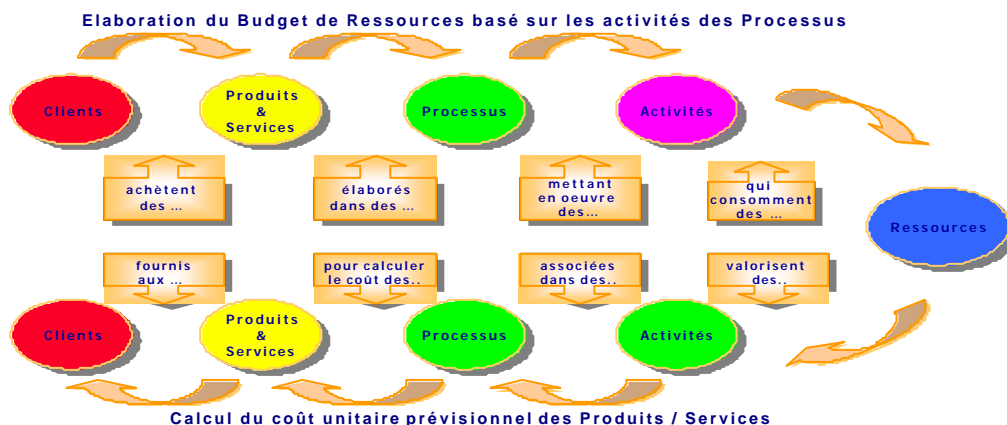 Elaboration du Budget de Ressources basé sur les activités des Processus
Clients
Produits
&
Services
Processus
Activités
achètent
des ...
élaborés
dans des ...
mettant
en oeuvre
des...
qui
consomment
des ...
Ressources
fournis
aux ...
pour calculer
le coût des..
associées
dans des..
valorisent
des..
Clients
Produits
&
Services
Processus
Activités
Calcul du coût unitaire prévisionnel des Produits / Services